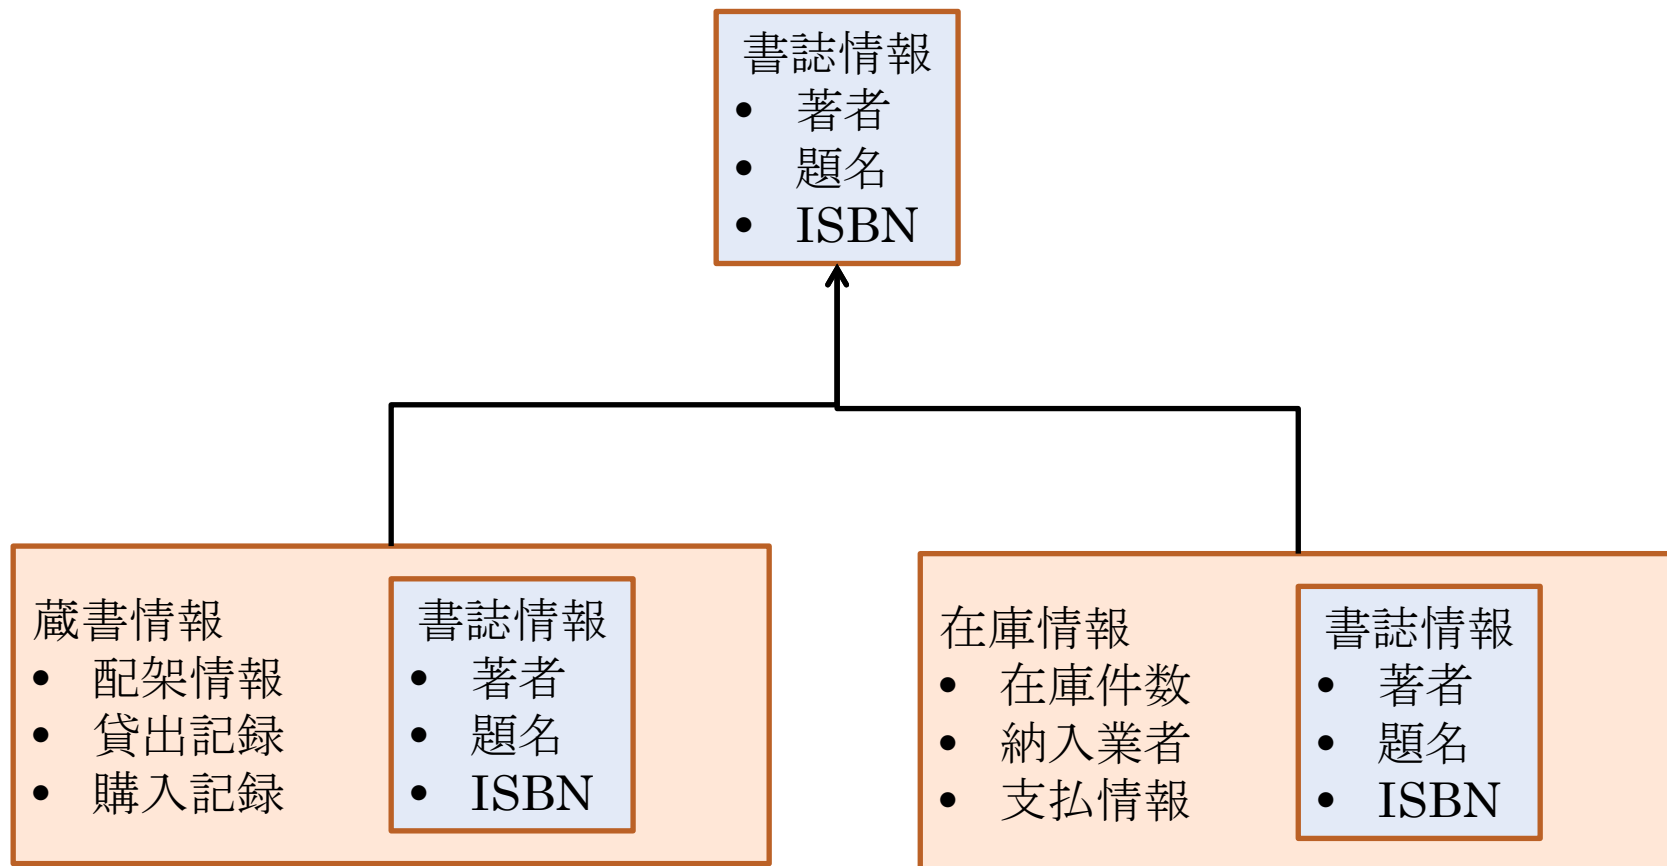 書誌情報
• 著者
• 題名
• ISBN
蔵書情報
• 配架情報
• 貸出記録
• 購入記録
書誌情報
• 著者
• 題名
• ISBN
在庫情報
• 在庫件数
• 納入業者
• 支払情報
書誌情報
• 著者
• 題名
• ISBN